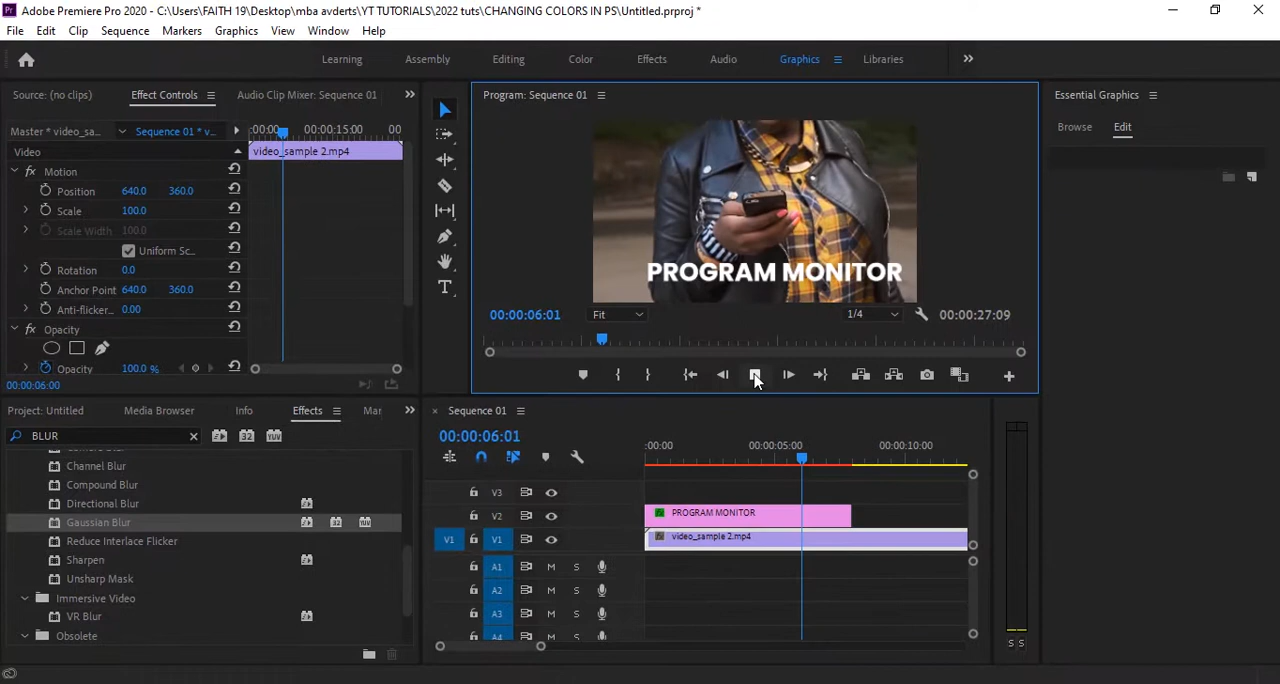 Adobe Premiere Pro 2020 - C:\Users\FAITH 19\Desktop\mba avderts\YT TUTORIALS\2022 tuts\CHANGING COLORS IN PS\Untitled.prproj *
File Edit Clip Sequence Markers Graphics View Window Help
Learning Assembly Editing Color Effects Audio Graphics Libraries
Source: (no clips) Effect Controls Audio Clip Mixer: Sequence 01
Master * video_sa... Sequence 01 * v...
:00:00 00:00:15:00 00
Video
video_sample 2.mp4
fx Motion
Position 640.0 360.0
Scale 100.0
Scale Width 100.0
Uniform Sc...
Rotation 0.0
Anchor Point 640.0 360.0
Anti-flicker... 0.00
fx Opacity
Opacity 100.0 %
00:00:06:00
Program: Sequence 01
PROGRAM MONITOR
00:00:06:01 Fit 1/4 00:00:27:09
Essential Graphics
Browse Edit
Project: Untitled Media Browser Info Effects Mar
BLUR
Channel Blur
Compound Blur
Directional Blur
Gaussian Blur
Reduce Interlace Flicker
Sharpen
Unsharp Mask
Immersive Video
VR Blur
Obsolete
Sequence 01
00:00:06:01
:00:00 00:00:05:00 00:00:10:00
V3
V2 PROGRAM MONITOR
V1 V1 video_sample 2.mp4
A1 M S
A2 M S
A3 M S
A4 M S
S S